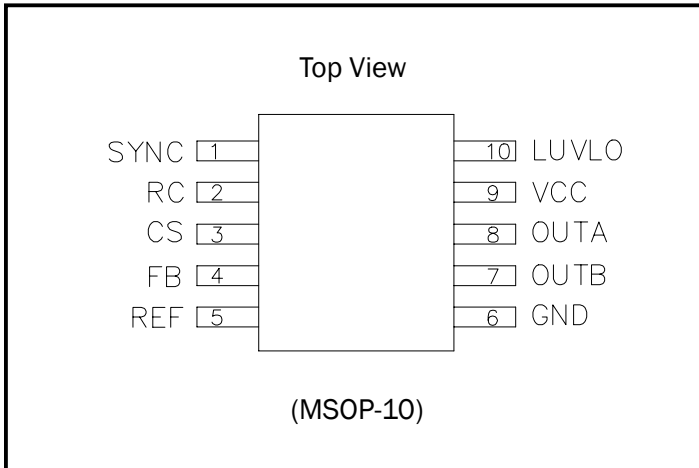 Top View
SYNC 1 10 LUVLO
RC 2 9 VCC
CS 3 8 OUTA
FB 4 7 OUTB
REF 5 6 GND
(MSOP-10)